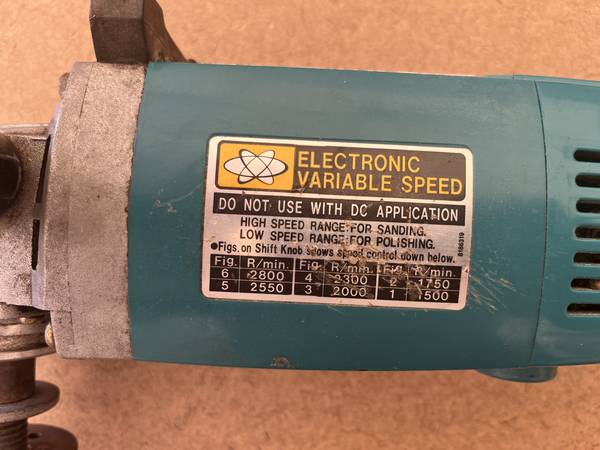 ELECTRONIC
VARIABLE SPEED
DO NOT USE WITH DC APPLICATION
HIGH SPEED RANGE: FOR SANDING.
LOW SPEED RANGE: FOR POLISHING.
●Figs. on Shift Knob shows speed control down below.
Fig. R/min. Fig. R/min. Fig. R/min.
6 2800 2300 2 1750
5 2550 3 2000 1 1500